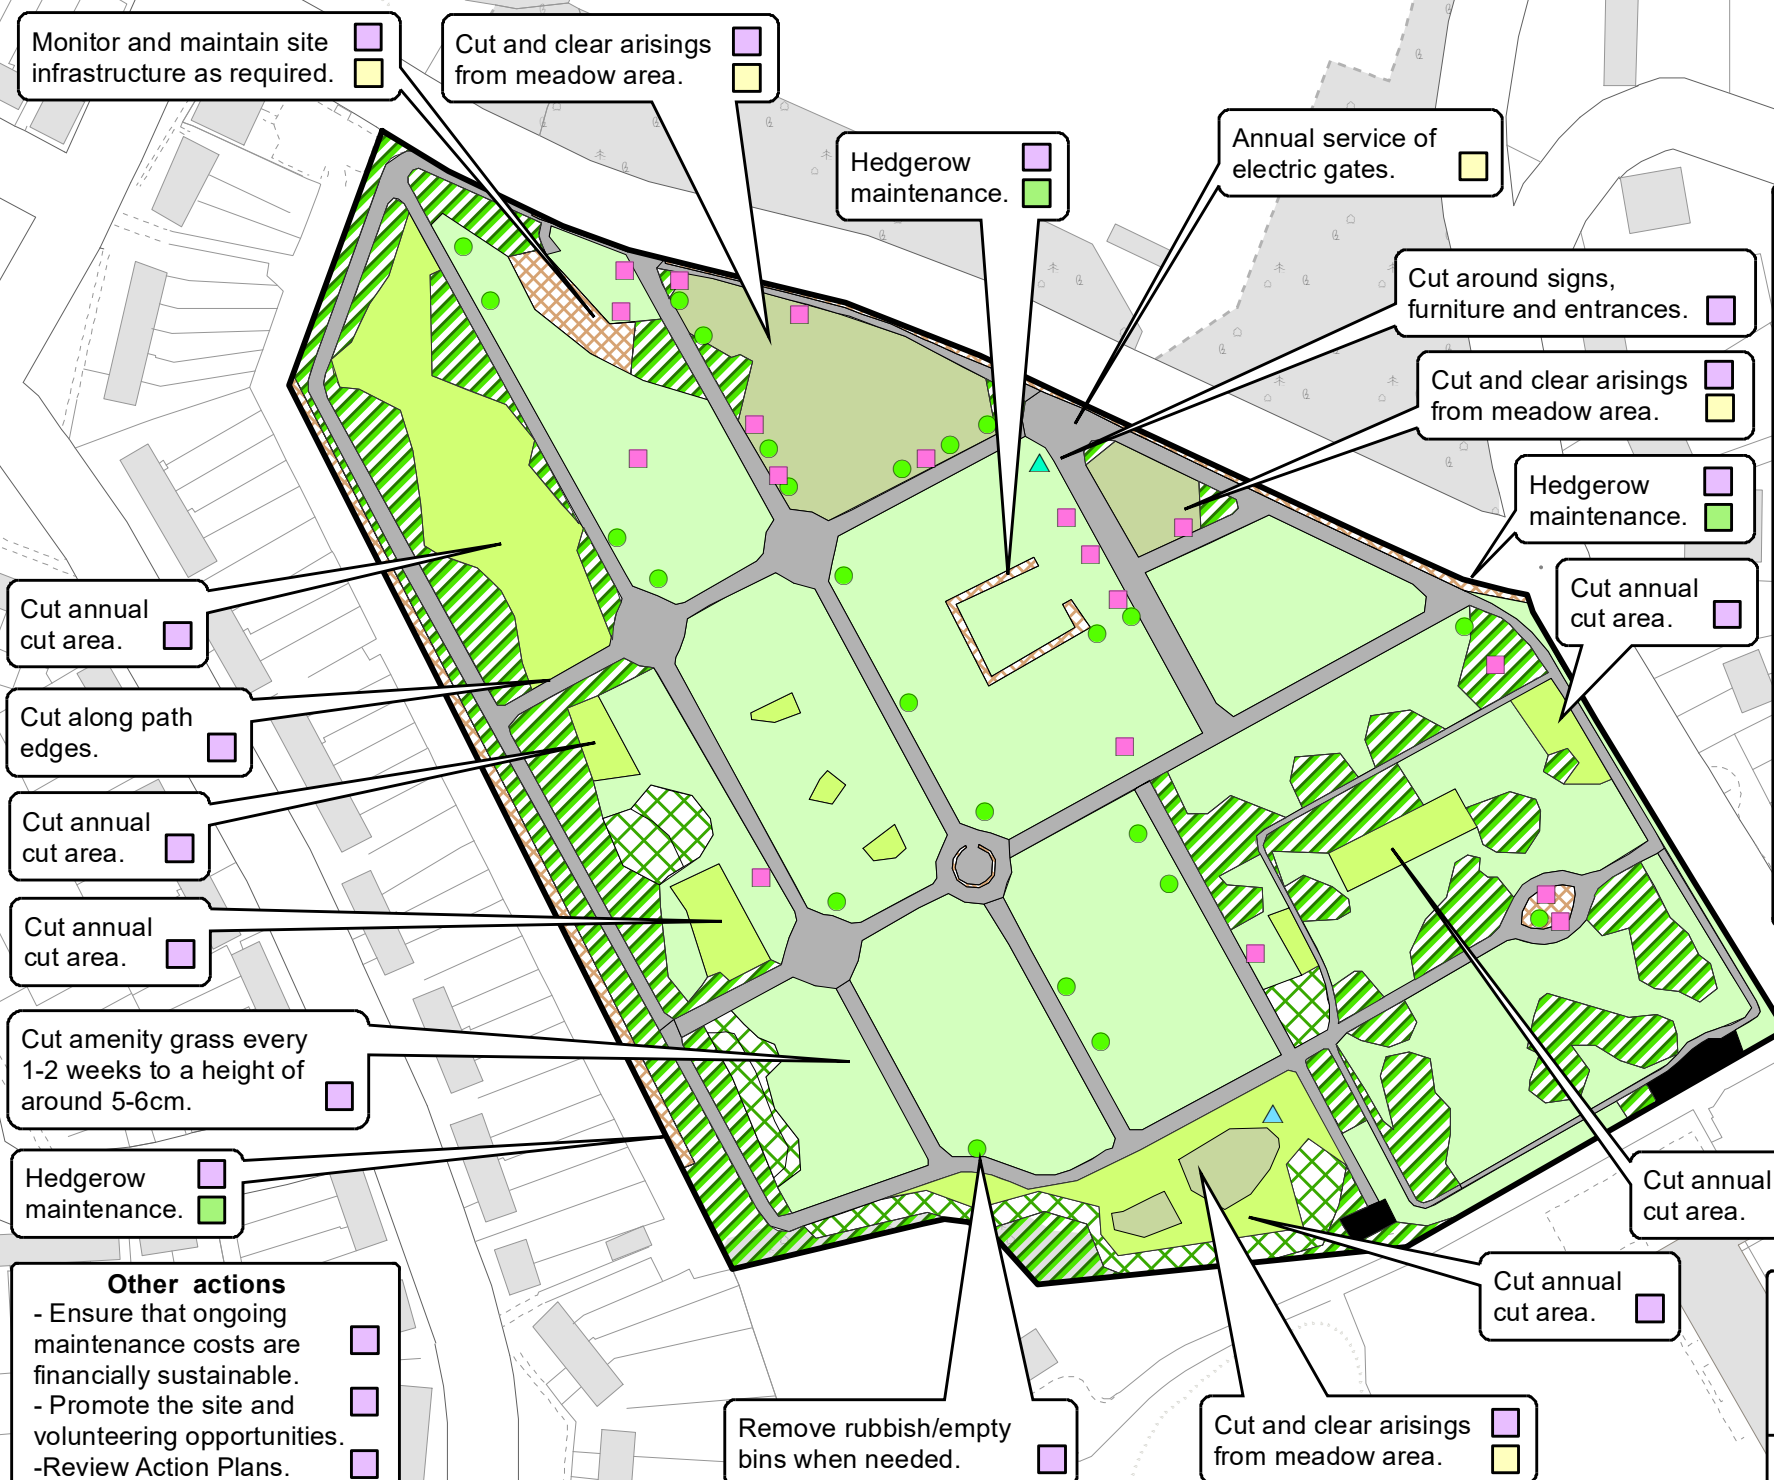 Monitor and maintain site
infrastructure as required.
Cut and clear arisings
from meadow area.
Hedgerow
maintenance.
Annual service of
electric gates.
Cut around signs,
furniture and entrances.
Cut and clear arisings
from meadow area.
Hedgerow
maintenance.
Cut annual
cut area.
Cut annual
cut area.
Cut along path
edges.
Cut annual
cut area.
Cut annual
cut area.
Cut amenity grass every
1-2 weeks to a height of
around 5-6cm.
Hedgerow
maintenance.
Cut annual
cut area.
Cut annual
cut area.
Other actions
- Ensure that ongoing
maintenance costs are
financially sustainable.
- Promote the site and
volunteering opportunities.
-Review Action Plans.
Remove rubbish/empty
bins when needed.
Cut and clear arisings
from meadow area.